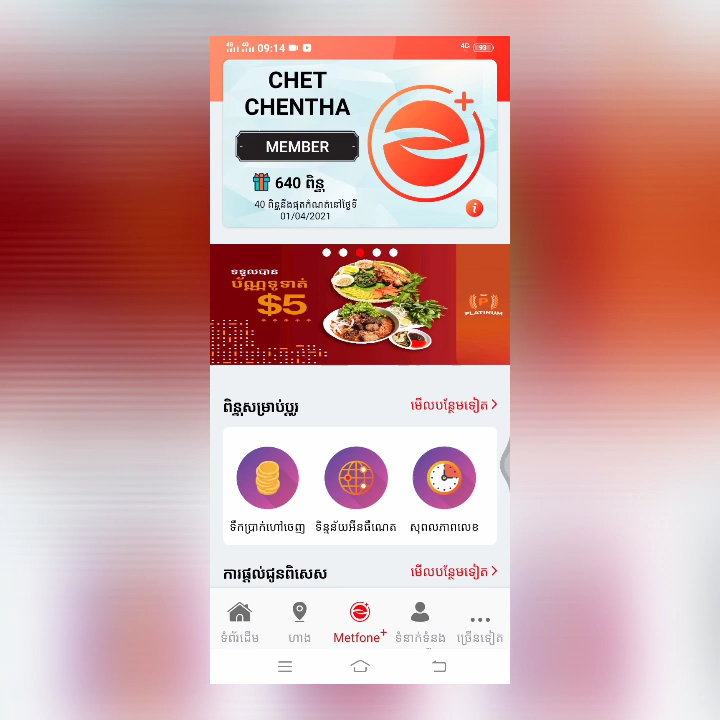 4G 4G 09:14
4G 93
CHET
CHENTHA
MEMBER
640 ពិន្ទុ
40 ពិន្ទុនឹងផុតកំណត់នៅថ្ងៃទី
01/04/2021
i
ទទួលបាន
ប័ណ្ណទូទាត់
$5
P
PLATINUM
ពិន្ទុសម្រាប់ប្តូរ
មើលបន្ថែមទៀត
ទឹកប្រាក់ហៅចេញ
ទិន្នន័យអ៊ីនធឺណេត
សុពលភាពលេខ
ការផ្តល់ជូនពិសេស
មើលបន្ថែមទៀត
ទំព័រដើម
ហាង
Metfone+
ទំនាក់ទំនង
ច្រើនទៀត